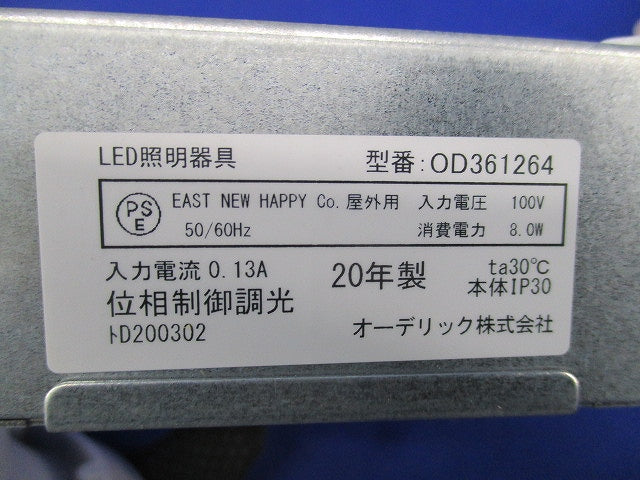 LED照明器具 型番:OD361264
PS
E
EAST NEW HAPPY Co. 屋外用 入力電圧 100V
50/60Hz 消費電力 8.0W
入力電流 0.13A 20年製 ta30℃
位相制御調光 本体IP30
ﾄD200302 オーデリック株式会社